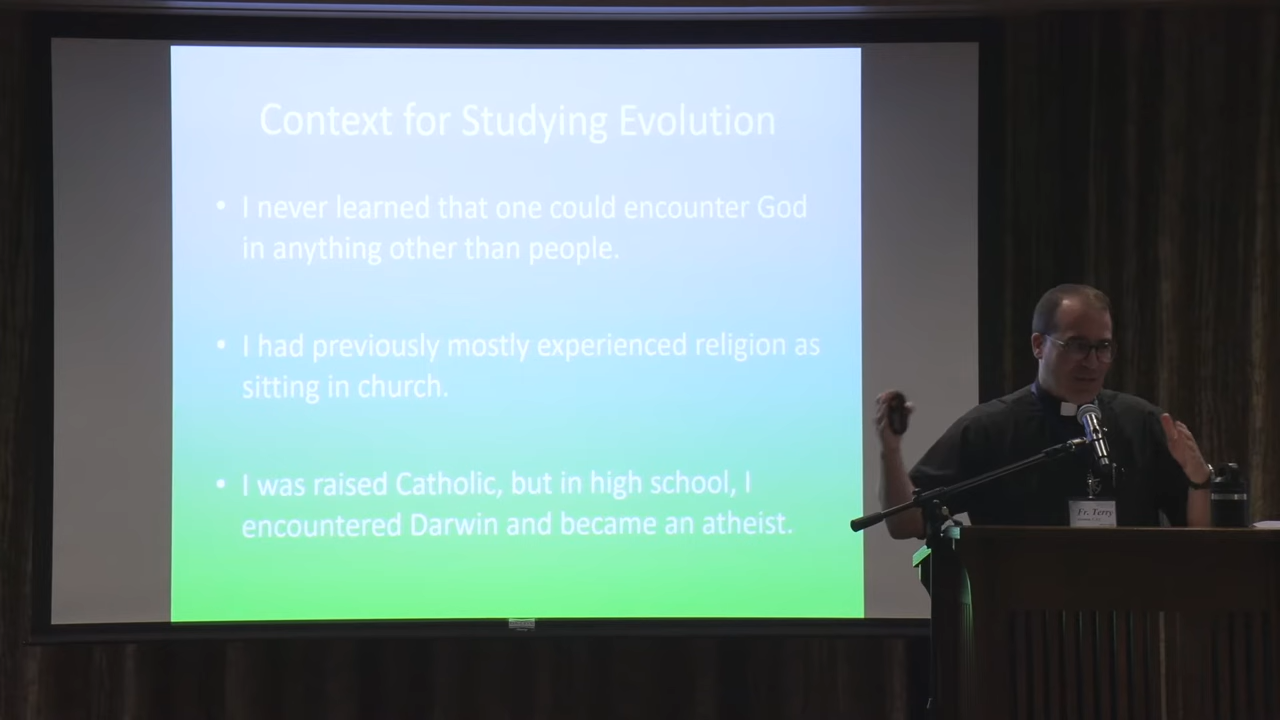 Context for Studying Evolution
• I never learned that one could encounter God
in anything other than people.
• I had previously mostly experienced religion as
sitting in church.
• I was raised Catholic, but in high school, I
encountered Darwin and became an atheist.
Fr. Terry